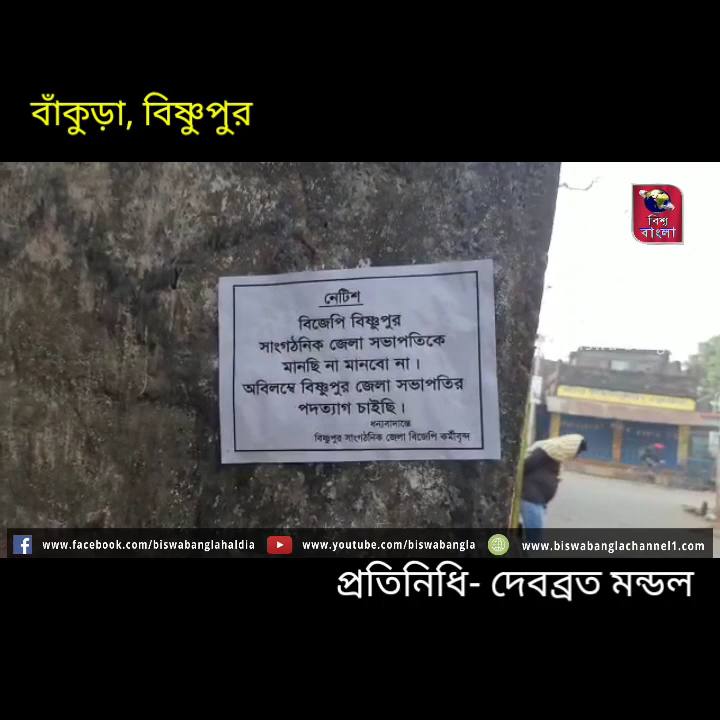 বাঁকুড়া, বিষ্ণুপুর
বিশ্ব
বাংলা
নেটিশ
বিজেপি বিষ্ণুপুর
সাংগঠনিক জেলা সভাপতিকে
মানছি না মানবো না।
অবিলম্বে বিষ্ণুপুর জেলা সভাপতির
পদত্যাগ চাইছি।
ধন্যবাদান্তে
বিষ্ণুপুর সাংগঠনিক জেলা বিজেপি কর্মীবৃন্দ
www.facebook.com/biswabanglahaldia
www.youtube.com/biswabangla
www.biswabanglachannel1.com
প্রতিনিধি- দেবব্রত মন্ডল